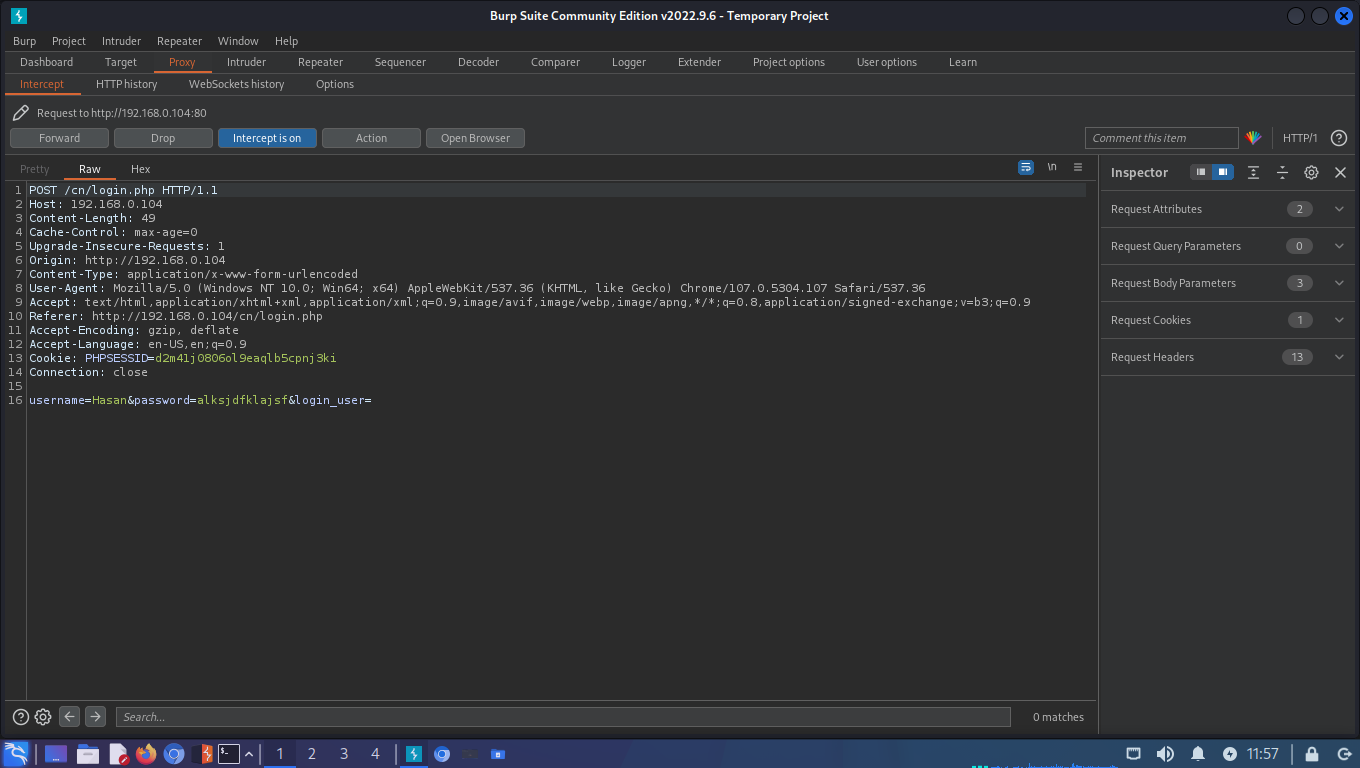 Burp Suite Community Edition v2022.9.6 - Temporary Project
Burp Project Intruder Repeater Window Help
Dashboard Target Proxy Intruder Repeater Sequencer Decoder Comparer Logger Extender Project options User options Learn
Intercept HTTP history WebSockets history Options
Request to http://192.168.0.104:80
Forward Drop Intercept is on Action Open Browser Comment this item HTTP/1
Pretty Raw Hex \n
Inspector
1 POST /cn/login.php HTTP/1.1
2 Host: 192.168.0.104
3 Content-Length: 49
4 Cache-Control: max-age=0
5 Upgrade-Insecure-Requests: 1
6 Origin: http://192.168.0.104
7 Content-Type: application/x-www-form-urlencoded
8 User-Agent: Mozilla/5.0 (Windows NT 10.0; Win64; x64) AppleWebKit/537.36 (KHTML, like Gecko) Chrome/107.0.5304.107 Safari/537.36
9 Accept: text/html,application/xhtml+xml,application/xml;q=0.9,image/avif,image/webp,image/apng,*/*;q=0.8,application/signed-exchange;v=b3;q=0.9
10 Referer: http://192.168.0.104/cn/login.php
11 Accept-Encoding: gzip, deflate
12 Accept-Language: en-US,en;q=0.9
13 Cookie: PHPSESSID=d2m41j0806ol9eaqlb5cpnj3ki
14 Connection: close
15
16 username=Hasan&password=alksjdfklajsf&login_user=
Request Attributes 2
Request Query Parameters 0
Request Body Parameters 3
Request Cookies 1
Request Headers 13
Search... 0 matches
1 2 3 4 11:57